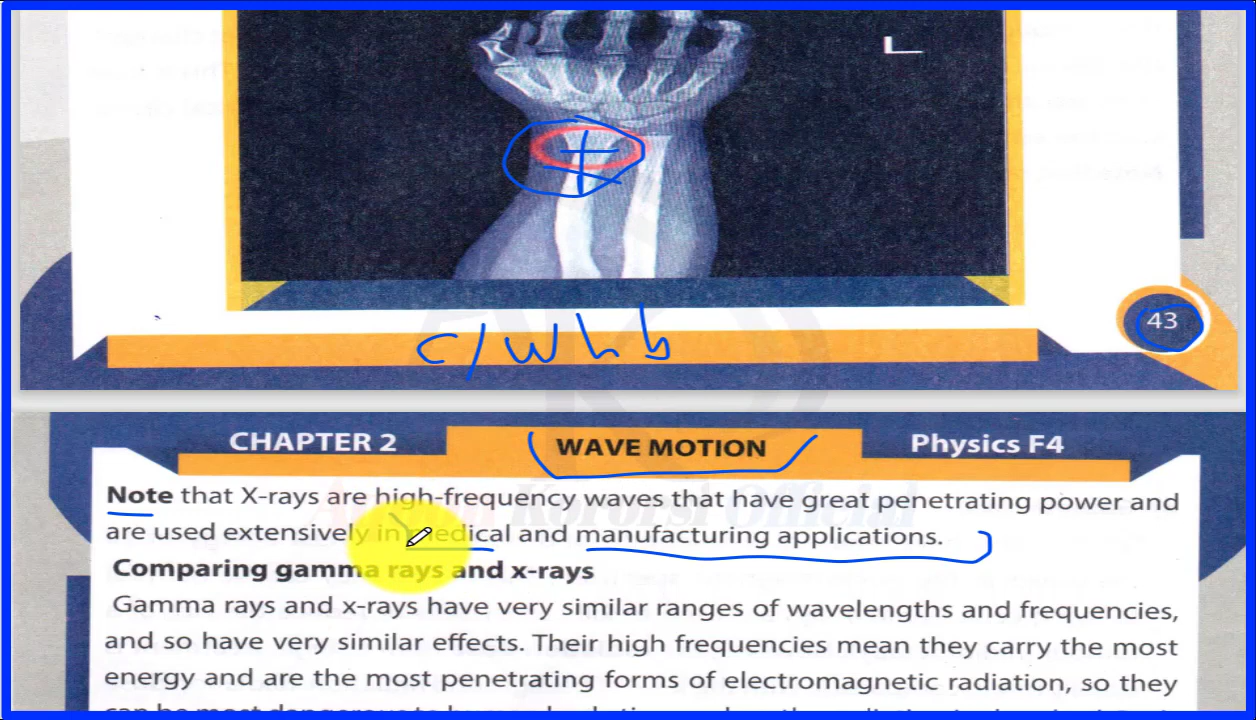 L
43
c/whb
CHAPTER 2 WAVE MOTION Physics F4
Note that X-rays are high-frequency waves that have great penetrating power and
are used extensively in medical and manufacturing applications.
Comparing gamma rays and x-rays
Gamma rays and x-rays have very similar ranges of wavelengths and frequencies,
and so have very similar effects. Their high frequencies mean they carry the most
energy and are the most penetrating forms of electromagnetic radiation, so they